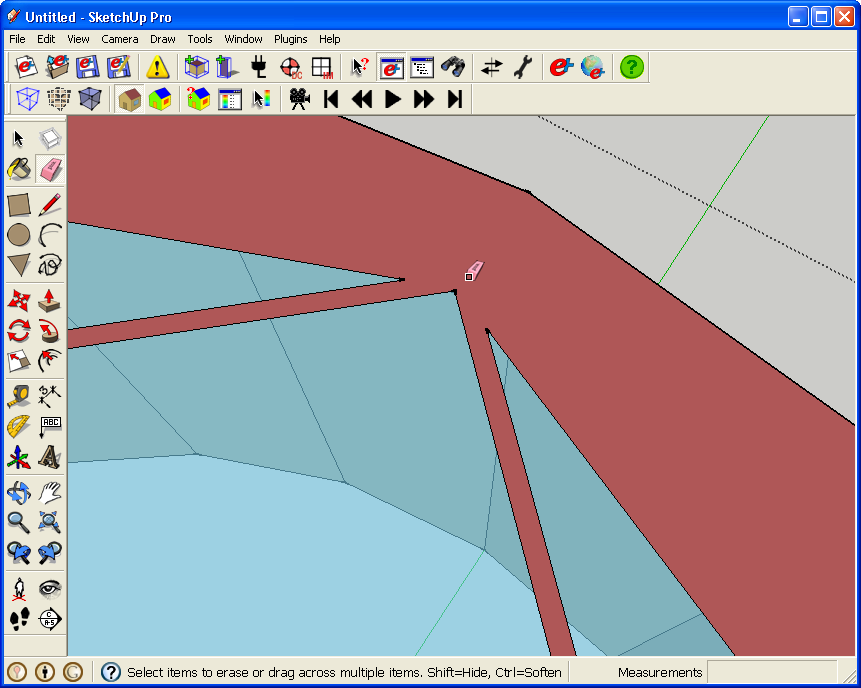 Untitled - SketchUp Pro
File Edit View Camera Draw Tools Window Plugins Help
ABC
Select items to erase or drag across multiple items. Shift=Hide, Ctrl=Soften
Measurements